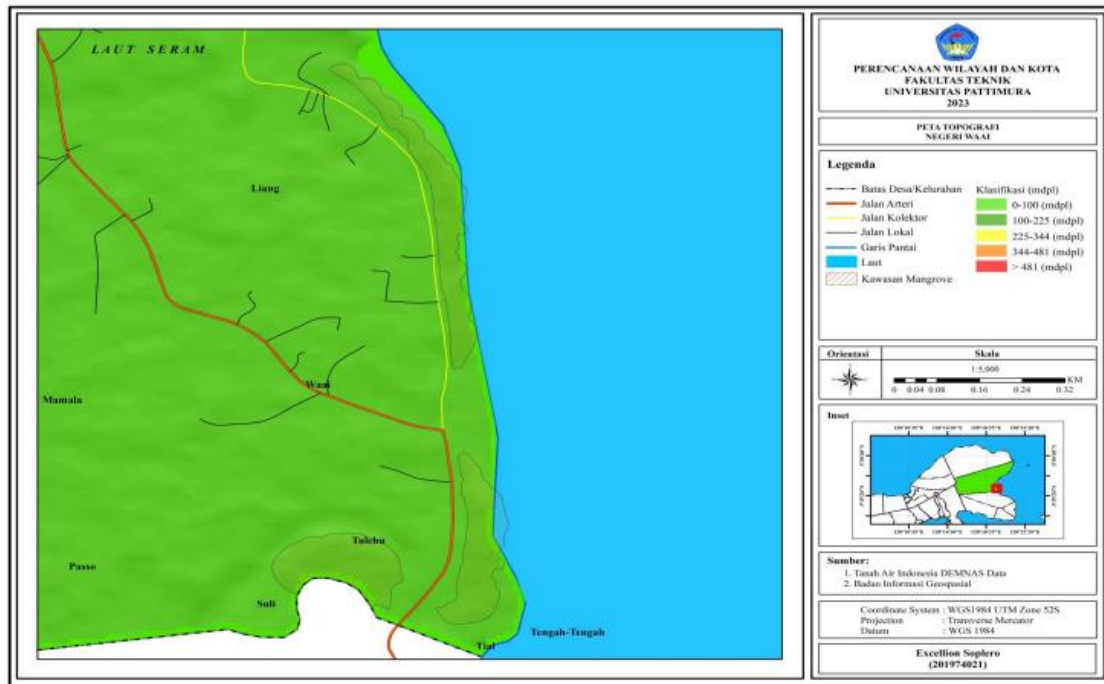 LAUT SERAM
Liang
Waai
Mamala
Passo
Tulehu
Suli
Tial
Tengah-Tengah
PERENCANAAN WILAYAH DAN KOTA
FAKULTAS TEKNIK
UNIVERSITAS PATTIMURA
2023
PETA TOPOGRAFI
NEGERI WAAI
Legenda
Batas Desa/Kelurahan
Jalan Arteri
Jalan Kolektor
Jalan Lokal
Garis Pantai
Laut
Kawasan Mangrove
Klasifikasi (mdpl)
0-100 (mdpl)
100-225 (mdpl)
225-344 (mdpl)
344-481 (mdpl)
> 481 (mdpl)
Orientasi
Skala
1:5,000
KM
0 0.04 0.08 0.16 0.24 0.32
Inset
Sumber:
1. Tanah Air Indonesia DEMNAS Data
2. Badan Informasi Geospasial
Coordinate System : WGS1984 UTM Zone 52S
Projection : Transverse Mercator
Datum : WGS 1984
Excellion Soplero
(201974021)